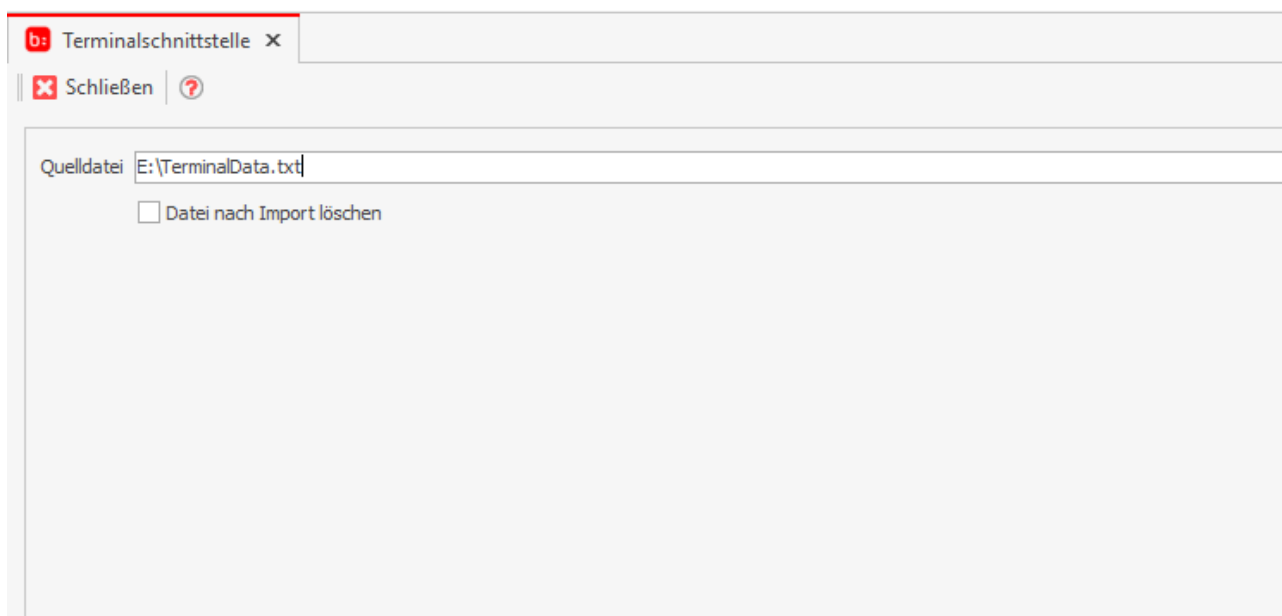 b: Terminalschnittstelle
Schließen ?
Quelldatei E:\TerminalData.txt
Datei nach Import löschen